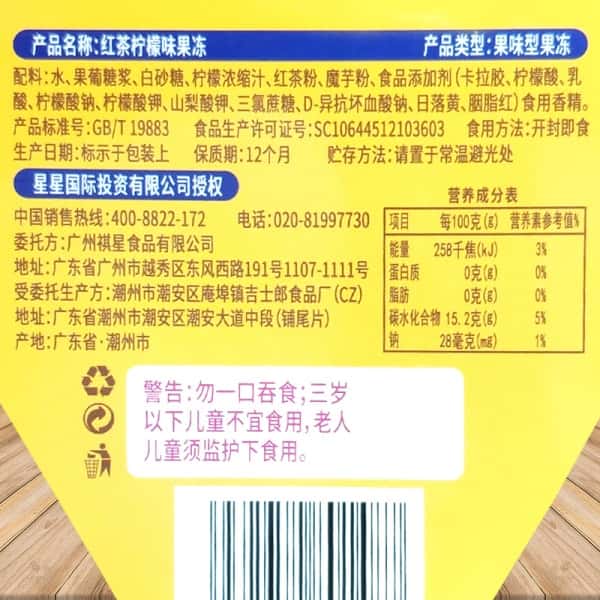 产品名称:红茶柠檬味果冻 产品类型:果味型果冻
配料:水、果葡糖浆、白砂糖、柠檬浓缩汁、红茶粉、魔芋粉、食品添加剂(卡拉胶、柠檬酸、乳
酸、柠檬酸钠、柠檬酸钾、山梨酸钾、三氯蔗糖、D-异抗坏血酸钠、日落黄、胭脂红)食用香精。
产品标准号:GB/T 19883 食品生产许可证号:SC10644512103603 食用方法:开封即食
生产日期:标示于包装上 保质期:12个月 贮存方法:请置于常温避光处
星星国际投资有限公司授权
中国销售热线:400-8822-172 电话:020-81997730
委托方:广州祺星食品有限公司
地址:广东省广州市越秀区东风西路191号1107-1111号
受委托生产方:潮州市潮安区庵埠镇吉士郎食品厂(CZ)
地址:广东省潮州市潮安区潮安大道中段(铺尾片)
产地:广东省·潮州市
营养成分表
项目 每100克(g) 营养素参考值%
能量 258千焦(kJ) 3%
蛋白质 0克(g) 0%
脂肪 0克(g) 0%
碳水化合物 15.2克(g) 5%
钠 28毫克(mg) 1%
警告:勿一口吞食;三岁
以下儿童不宜食用,老人
儿童须监护下食用。